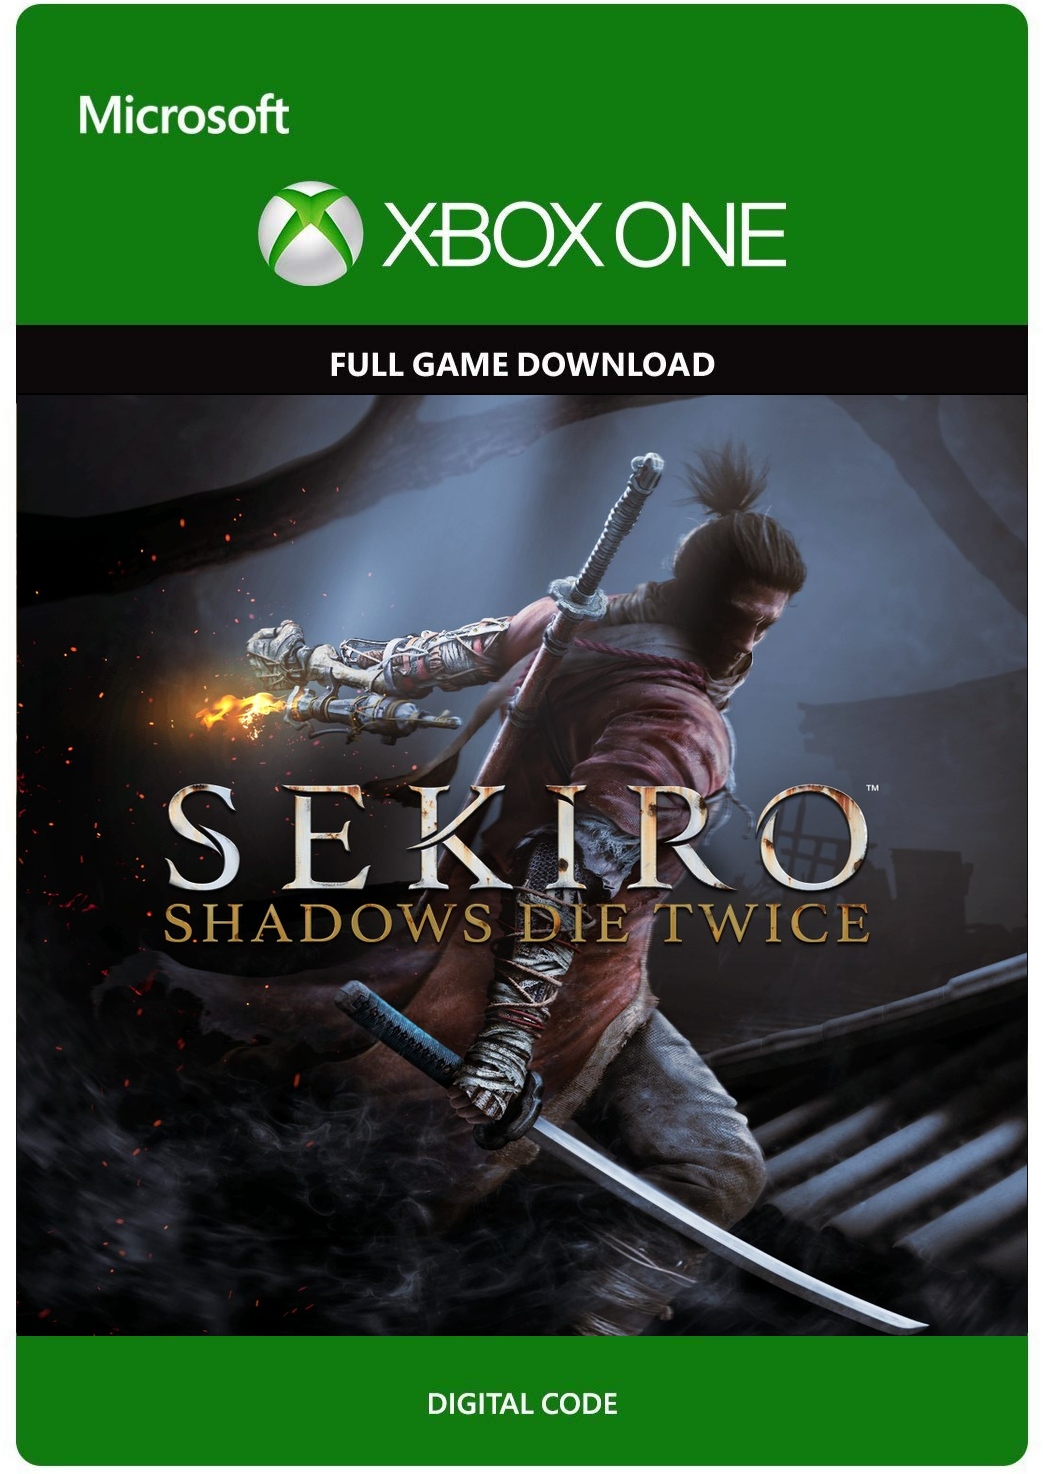 Microsoft
XBOX ONE
FULL GAME DOWNLOAD
SEKIRO™
SHADOWS DIE TWICE
DIGITAL CODE